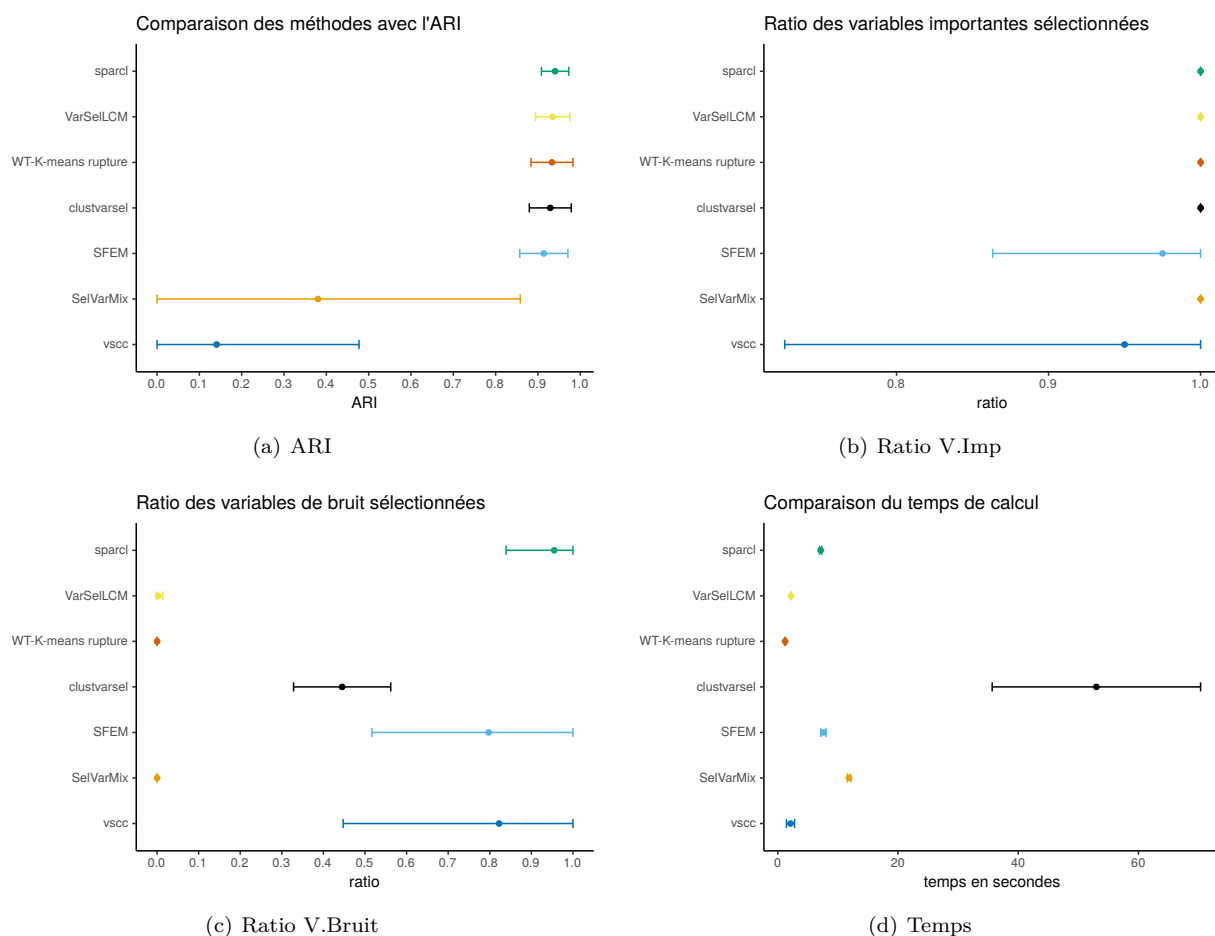 Comparaison des méthodes avec l'ARI
sparcl
VarSelLCM
WT-K-means rupture
clustvarsel
SFEM
SelVarMix
vscc
0.0 0.1 0.2 0.3 0.4 0.5 0.6 0.7 0.8 0.9 1.0
ARI
(a) ARI
Ratio des variables importantes sélectionnées
sparcl
VarSelLCM
WT-K-means rupture
clustvarsel
SFEM
SelVarMix
vscc
0.8 0.9 1.0
ratio
(b) Ratio V.Imp
Ratio des variables de bruit sélectionnées
sparcl
VarSelLCM
WT-K-means rupture
clustvarsel
SFEM
SelVarMix
vscc
0.0 0.1 0.2 0.3 0.4 0.5 0.6 0.7 0.8 0.9 1.0
ratio
(c) Ratio V.Bruit
Comparaison du temps de calcul
sparcl
VarSelLCM
WT-K-means rupture
clustvarsel
SFEM
SelVarMix
vscc
0 20 40 60
temps en secondes
(d) Temps